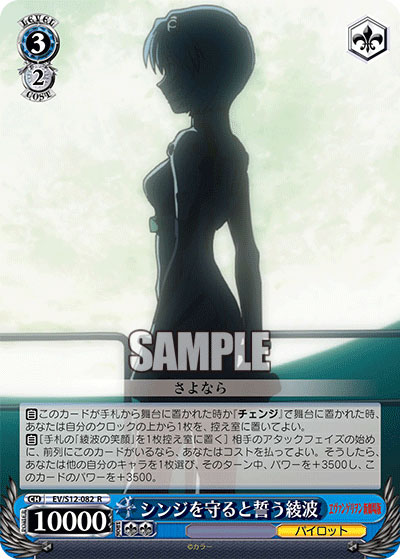 LEVEL
3
2
COST
SAMPLE
さよなら
自このカードが手札から舞台に置かれた時か『チェンジ』で舞台に置かれた時、
あなたは自分のクロックの上から1枚を、控え室に置いてよい。
自［手札の「綾波の笑顔」を1枚控え室に置く］相手のアタックフェイズの始め
に、前列にこのカードがいるなら、あなたはコストを払ってよい。そうし
たら、あなたは他の自分のキャラを1枚選び、そのターン中、パワーを＋3500し、こ
のカードのパワーを＋3500。
CH EV/S12-082 R
10000
シンジを守ると誓う綾波
パイロット
©カラー